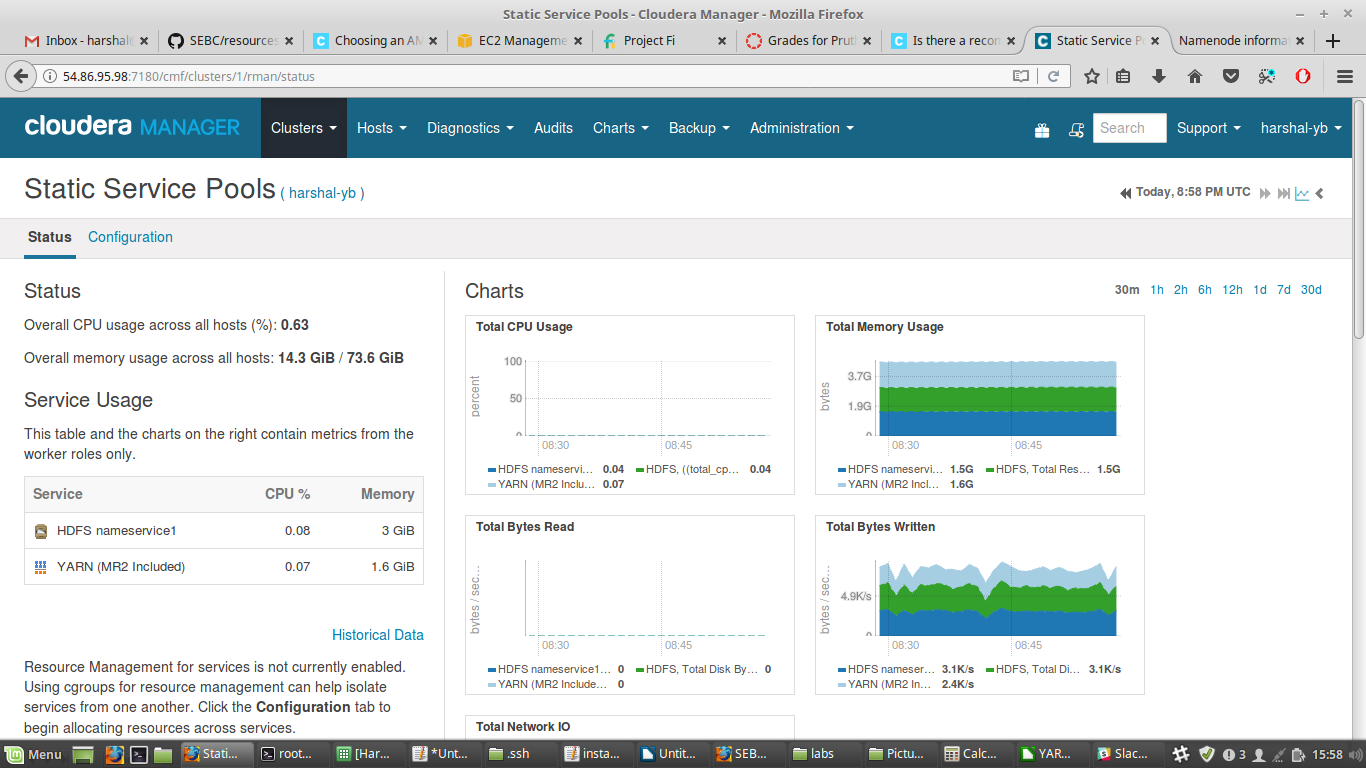 Static Service Pools - Cloudera Manager - Mozilla Firefox
Inbox - harshal
SEBC/resources
Choosing an AM
EC2 Manageme
Project Fi
Grades for Prut
Is there a recon
Static Service P
Namenode informat
54.86.95.98:7180/cmf/clusters/1/rman/status
cloudera MANAGER
Clusters
Hosts
Diagnostics
Audits
Charts
Backup
Administration
Search
Support
harshal-yb
Static Service Pools ( harshal-yb )
Today, 8:58 PM UTC
Status
Configuration
Status
Overall CPU usage across all hosts (%): 0.63
Overall memory usage across all hosts: 14.3 GiB / 73.6 GiB
Service Usage
This table and the charts on the right contain metrics from the
worker roles only.
Service CPU % Memory
HDFS nameservice1 0.08 3 GiB
YARN (MR2 Included) 0.07 1.6 GiB
Historical Data
Resource Management for services is not currently enabled.
Using cgroups for resource management can help isolate
services from one another. Click the Configuration tab to
begin allocating resources across services.
Charts
30m 1h 2h 6h 12h 1d 7d 30d
Total CPU Usage
percent
100
50
0
08:30 08:45
HDFS nameservi... 0.04 HDFS, ((total_cp... 0.04
YARN (MR2 Inclu... 0.07
Total Memory Usage
bytes
3.7G
1.9G
0
08:30 08:45
HDFS nameservi... 1.5G HDFS, Total Res... 1.5G
YARN (MR2 Incl... 1.6G
Total Bytes Read
bytes / sec...
08:30 08:45
HDFS nameservice1... 0 HDFS, Total Disk By... 0
YARN (MR2 Include... 0
Total Bytes Written
bytes / sec...
4.9K/s
0
08:30 08:45
HDFS nameser... 3.1K/s HDFS, Total Di... 3.1K/s
YARN (MR2 In... 2.4K/s
Total Network IO
Menu
Stati...
root...
[Har...
*Unt...
.ssh
insta...
Untit...
SEB...
labs
Pictu...
Calc...
YAR...
Slac...
3
15:58